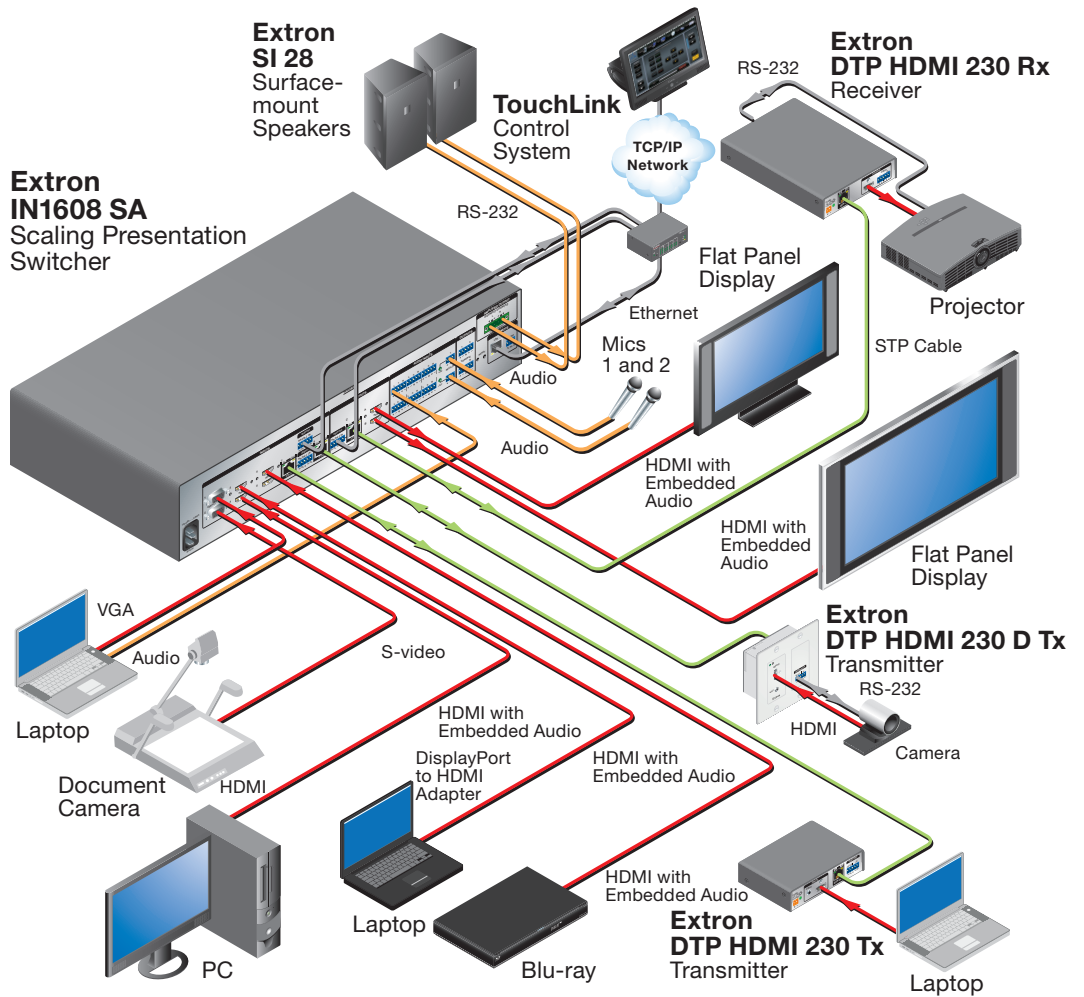 Extron
SI 28
Surface-
mount
Speakers
TouchLink
Control
System
TCP/IP
Network
RS-232
Extron
DTP HDMI 230 Rx
Receiver
Extron
IN1608 SA
Scaling Presentation
Switcher
RS-232
Flat Panel
Display
Projector
Ethernet
Mics
1 and 2
STP Cable
Audio
Audio
HDMI with
Embedded
Audio
HDMI with
Embedded
Audio
Flat Panel
Display
VGA
Audio
S-video
Extron
DTP HDMI 230 D Tx
Transmitter
RS-232
HDMI
Camera
Laptop
Document
Camera
HDMI
HDMI with
Embedded Audio
DisplayPort
to HDMI
Adapter
HDMI with
Embedded Audio
HDMI with
Embedded Audio
PC
Laptop
Blu-ray
Extron
DTP HDMI 230 Tx
Transmitter
Laptop